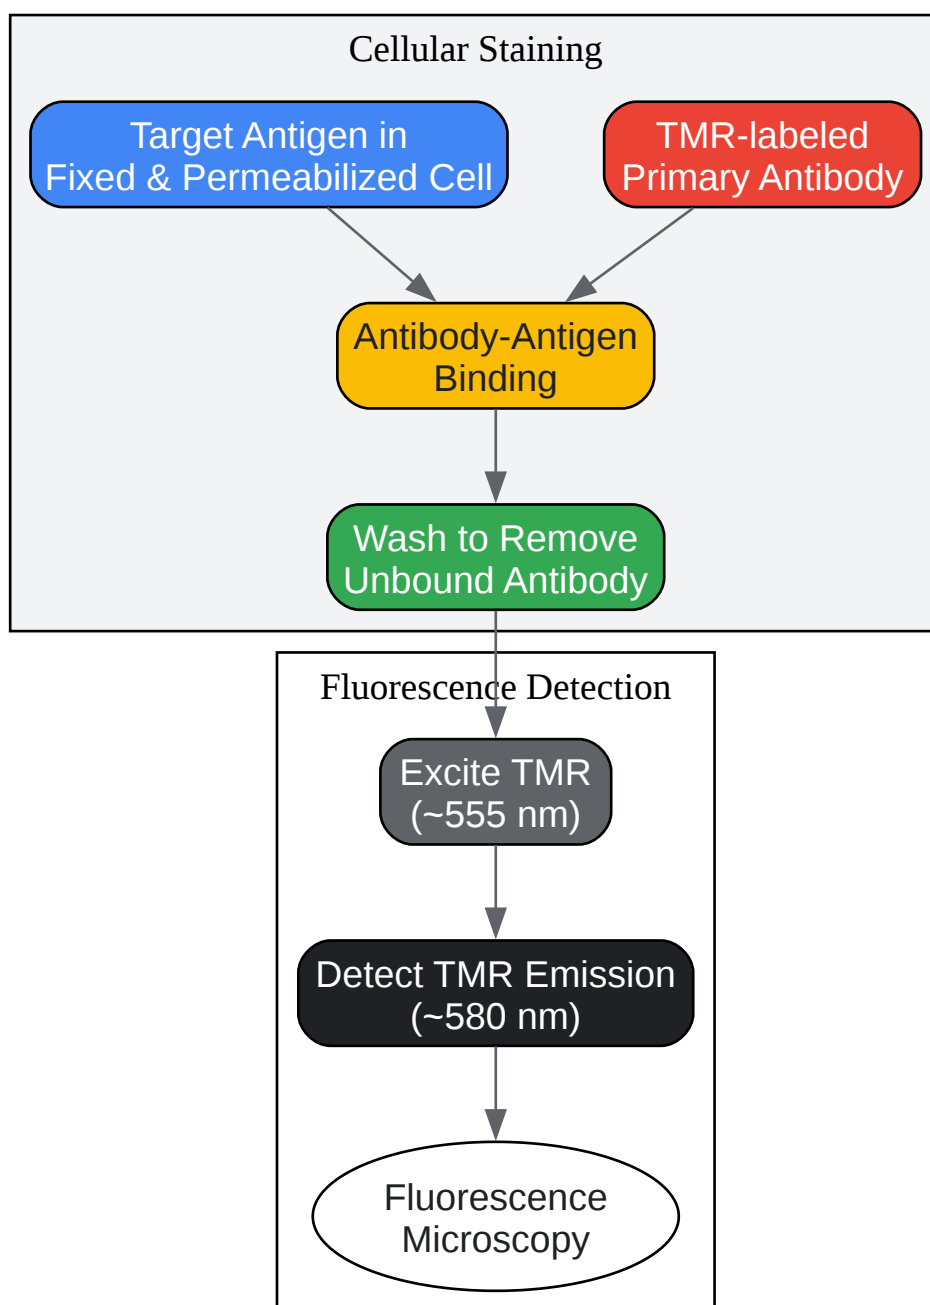 Cellular Staining
Target Antigen in
Fixed & Permeabilized Cell
TMR-labeled
Primary Antibody
Antibody-Antigen
Binding
Wash to Remove
Unbound Antibody
Fluorescence Detection
Excite TMR
(~555 nm)
Detect TMR Emission
(~580 nm)
Fluorescence
Microscopy